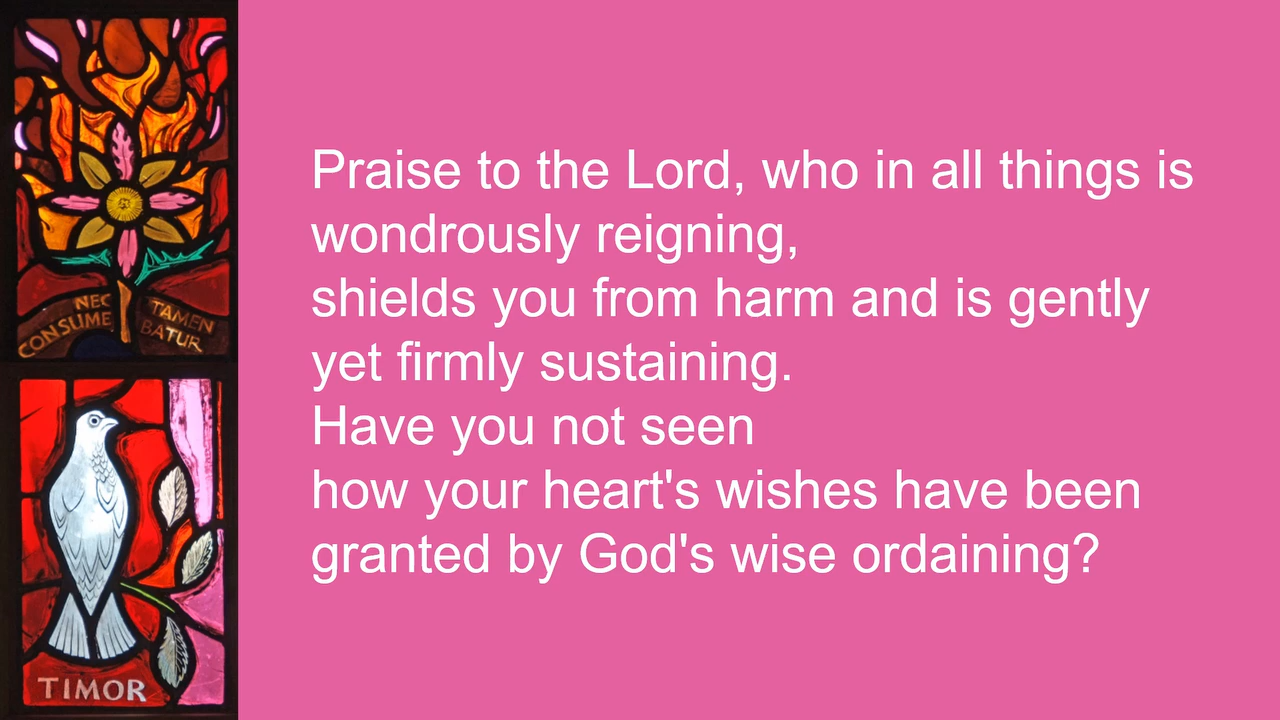 NEC TAMEN
CONSUMEBATUR
TIMOR
Praise to the Lord, who in all things is
wondrously reigning,
shields you from harm and is gently
yet firmly sustaining.
Have you not seen
how your heart's wishes have been
granted by God's wise ordaining?